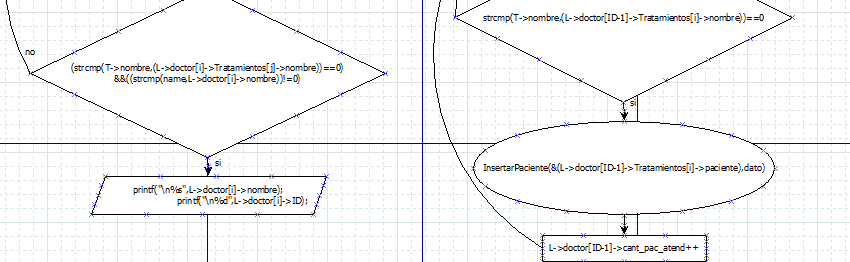 no
(strcmp(T->nombre,(L->doctor[i]->Tratamientos[j]->nombre))==0)
&&((strcmp(name,L->doctor[i]->nombre))!=0)
si
printf("\n%s",L->doctor[i]->nombre);
printf("\n%d",L->doctor[i]->ID);
strcmp(T->nombre,(L->doctor[ID-1]->Tratamientos[i]->nombre))==0
si
InsertarPaciente(&(L->doctor[ID-1]->Tratamientos[i]->paciente),dato)
L->doctor[ID-1]->cant_pac_atend++